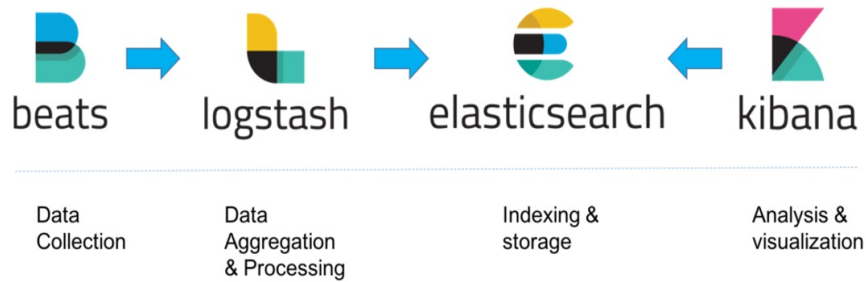 beats
logstash
elasticsearch
kibana
Data
Collection
Data
Aggregation
& Processing
Indexing &
storage
Analysis &
visualization